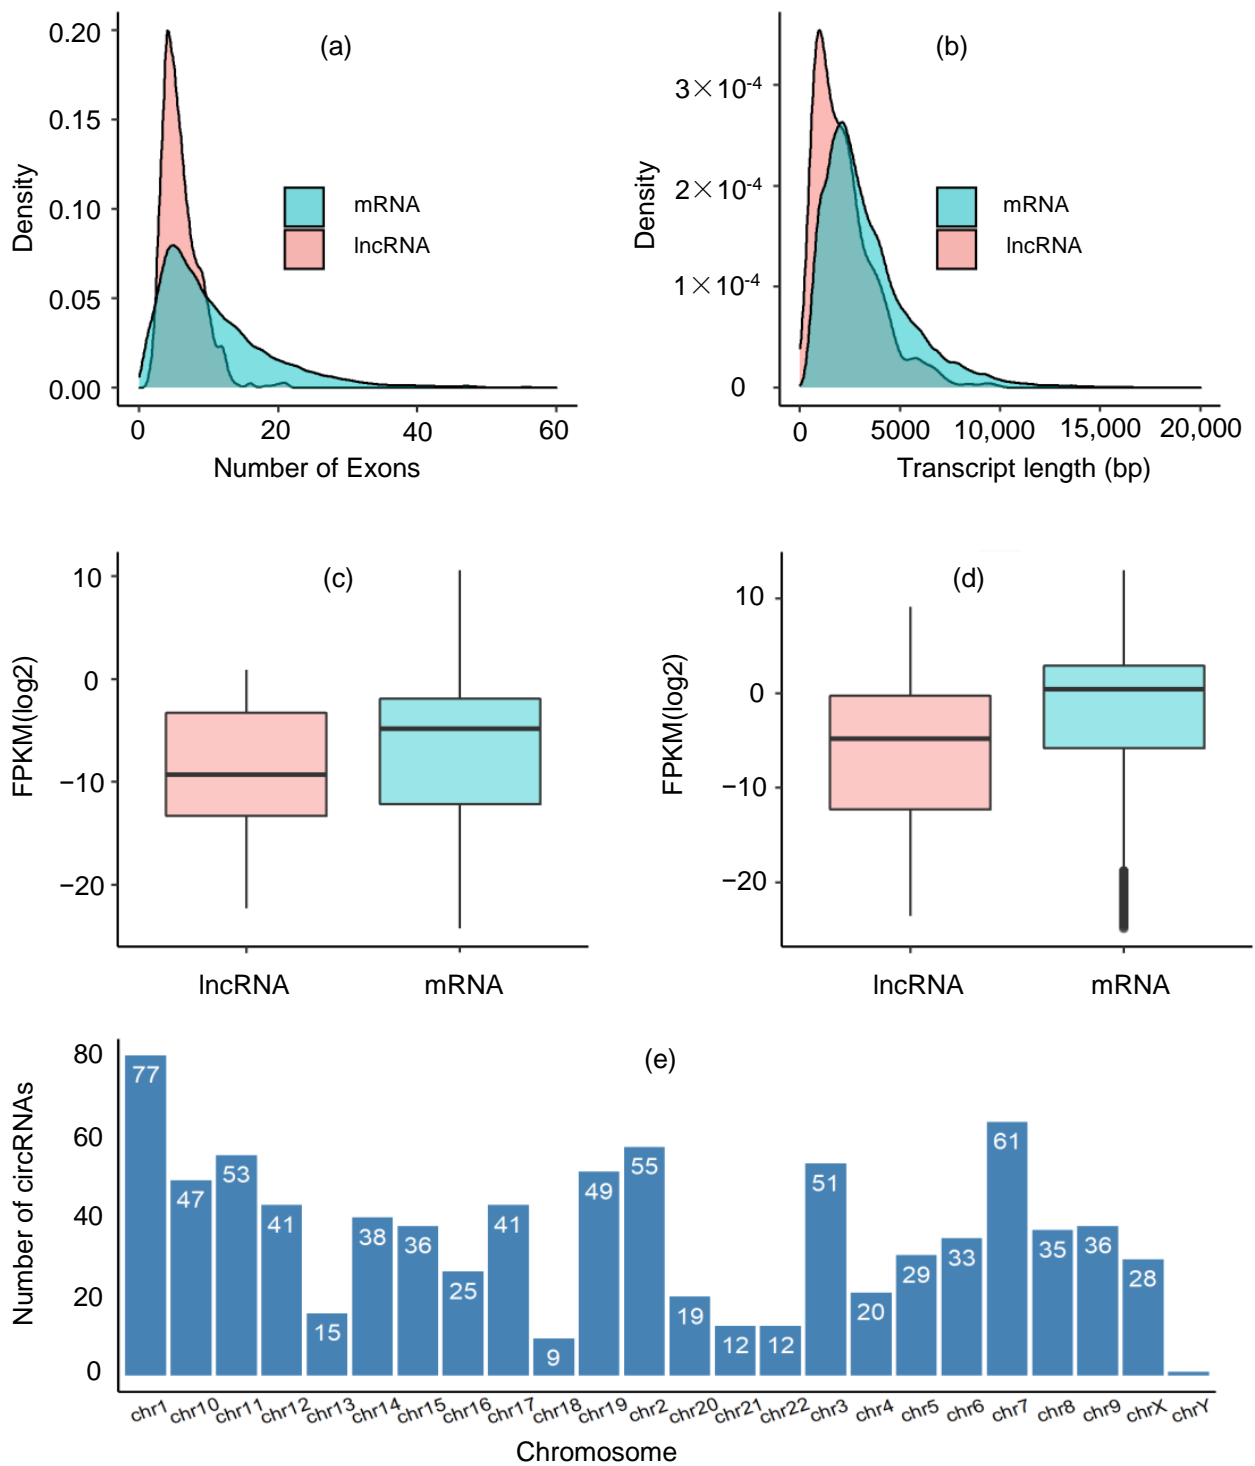 (a)
0.20
0.15
0.10
0.05
0.00
Density
mRNA
lncRNA
0 20 40 60
Number of Exons
(b)
3×10-4
2×10-4
1×10-4
0
Density
mRNA
lncRNA
0 5000 10,000 15,000 20,000
Transcript length (bp)
(c)
10
0
−10
−20
FPKM(log2)
lncRNA mRNA
(d)
10
0
−10
−20
FPKM(log2)
lncRNA mRNA
(e)
80
60
40
20
0
Number of circRNAs
77 47 53 41 15 38 36 25 41 9 49 55 19 12 12 51 20 29 33 61 35 36 28
chr1 chr10 chr11 chr12 chr13 chr14 chr15 chr16 chr17 chr18 chr19 chr2 chr20 chr21 chr22 chr3 chr4 chr5 chr6 chr7 chr8 chr9 chrX chrY
Chromosome